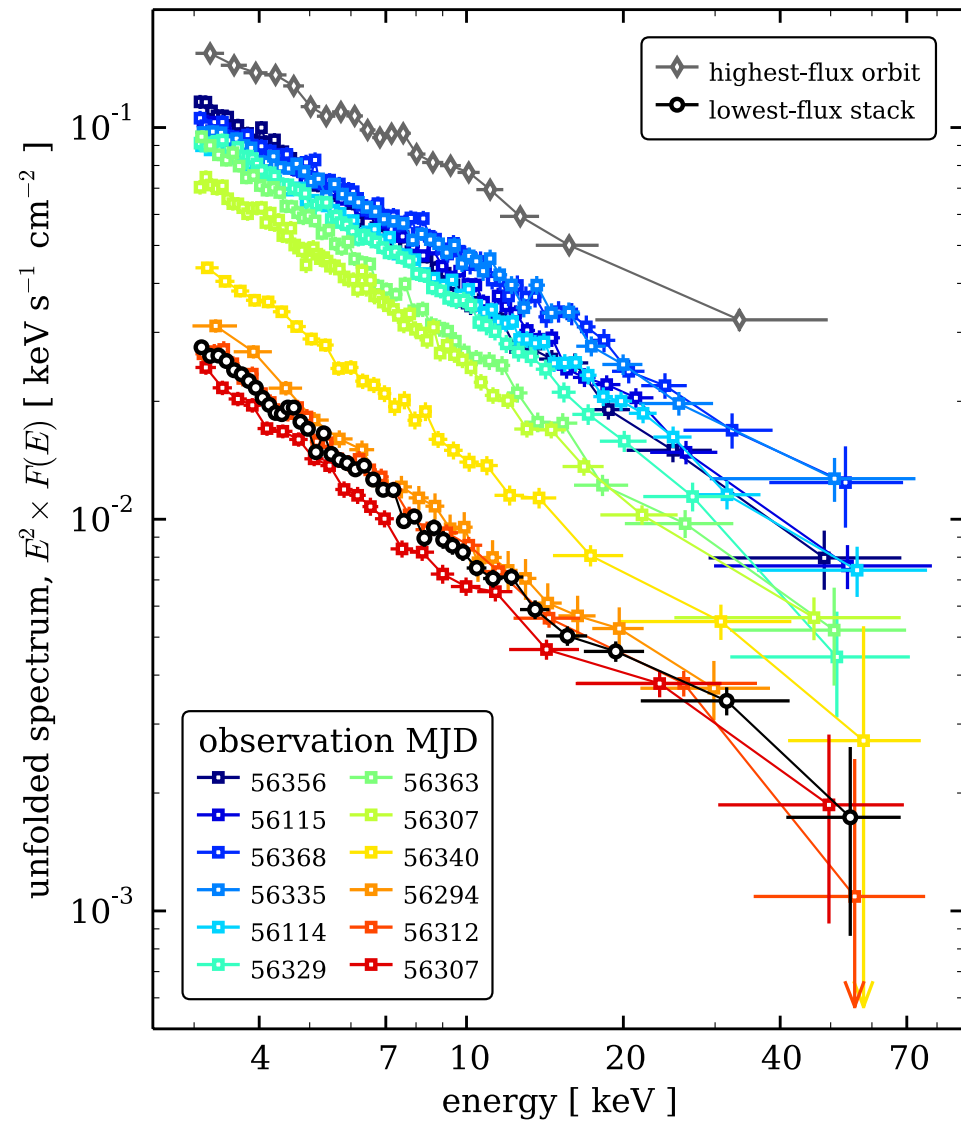 highest-flux orbit
lowest-flux stack
10⁻¹
10⁻²
10⁻³
unfolded spectrum, E² × F(E) [ keV s⁻¹ cm⁻² ]
observation MJD
56356 56363
56115 56307
56368 56340
56335 56294
56114 56312
56329 56307
4 7 10 20 40 70
energy [ keV ]